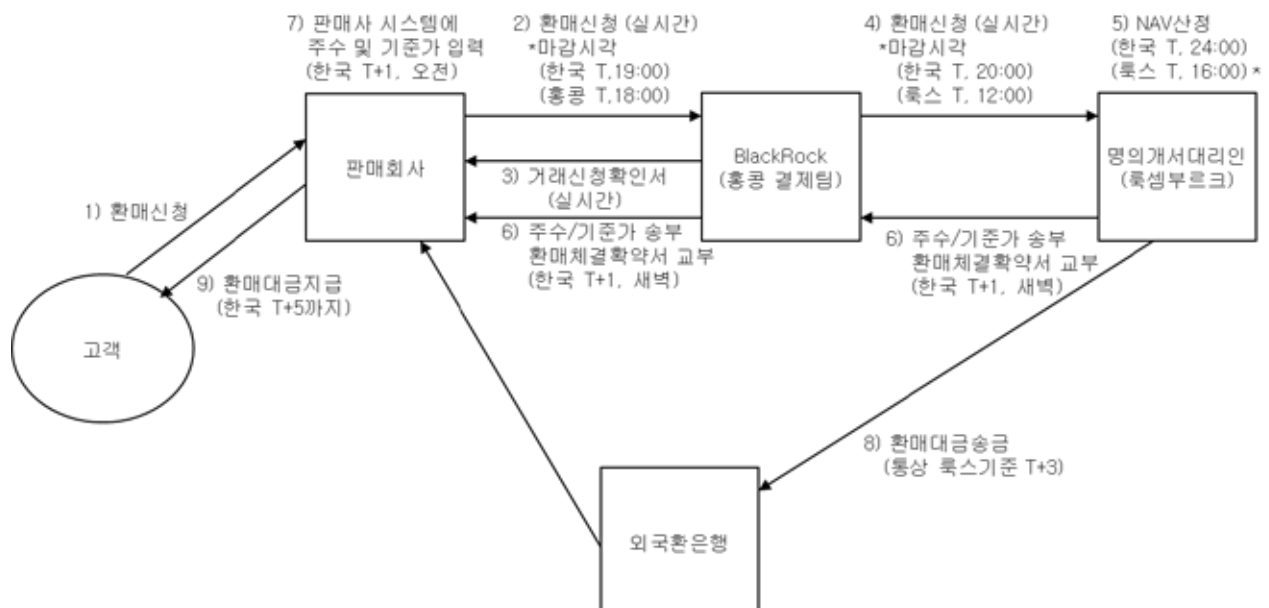 7) 판매사 시스템에
주수 및 기준가 입력
(한국 T+1, 오전)
2) 환매신청 (실시간)
*마감시각
(한국 T,19:00)
(홍콩 T,18:00)
4) 환매신청 (실시간)
*마감시각
(한국 T, 20:00)
(룩스 T, 12:00)
5) NAV산정
(한국 T, 24:00)
(룩스 T, 16:00)*
판매회사
BlackRock
(홍콩 결제팀)
명의개서대리인
(룩셈부르크)
3) 거래신청확인서
(실시간)
1) 환매신청
6) 주수/기준가 송부
환매체결확약서 교부
(한국 T+1, 새벽)
6) 주수/기준가 송부
환매체결확약서 교부
(한국 T+1, 새벽)
9) 환매대금지급
(한국 T+5까지)
고객
8) 환매대금송금
(통상 룩스기준 T+3)
외국환은행